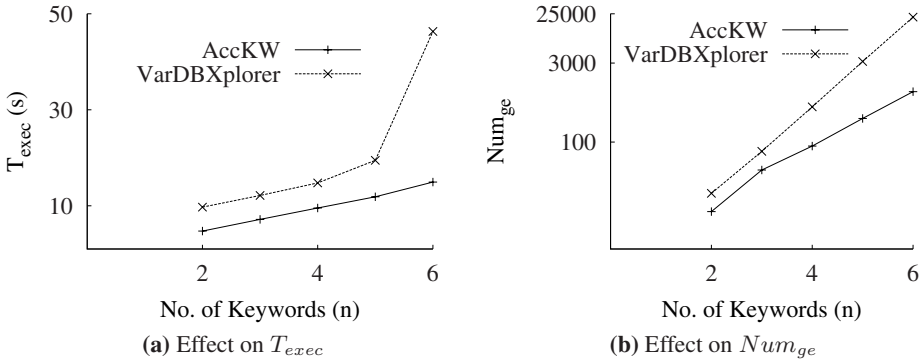 50
30
10
T_exec (s)
AccKW
VarDBXplorer
2
4
6
No. of Keywords (n)
(a) Effect on T_exec
25000
3000
100
Num_ge
AccKW
VarDBXplorer
2
4
6
No. of Keywords (n)
(b) Effect on Num_ge